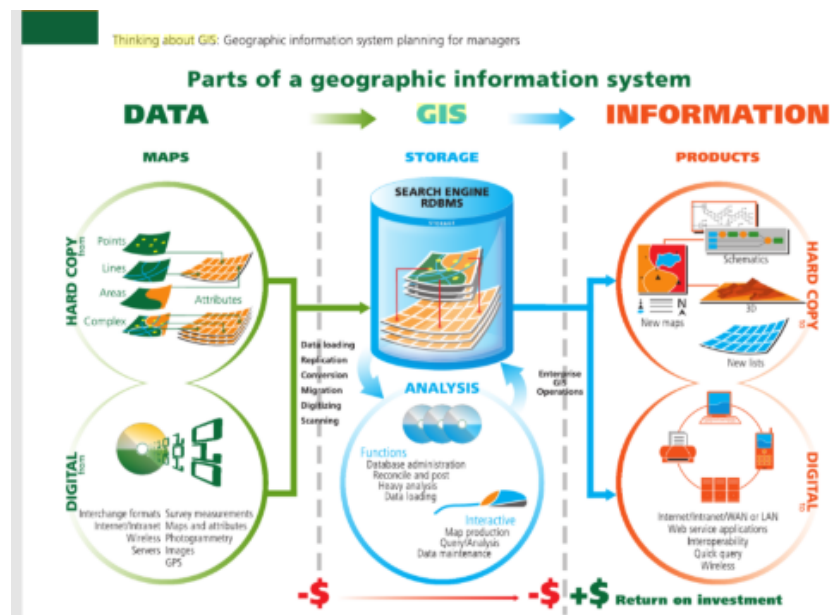 Thinking about GIS: Geographic information system planning for managers
Parts of a geographic information system
DATA
GIS
INFORMATION
MAPS
STORAGE
PRODUCTS
HARD COPY
from
Points
Lines
Areas
Complex
Attributes
SEARCH ENGINE
RDBMS
Schematics
New maps
N
3D
New lists
HARD COPY
to
Data loading
Replication
Conversion
Migration
Digitizing
Scanning
Enterprise
GIS
Operations
ANALYSIS
Functions
Database administration
Reconcile and post
Heavy analysis
Data loading
Interactive
Map production
Query/Analysis
Data maintenance
DIGITAL
from
Interchange formats
Internet/Intranet
Wireless
Servers
Survey measurements
Maps and attributes
Photogrammetry
Images
GPS
DIGITAL
to
Internet/Intranet/WAN or LAN
Web service applications
Interoperability
Quick query
Wireless
-$
-$
+$ Return on investment